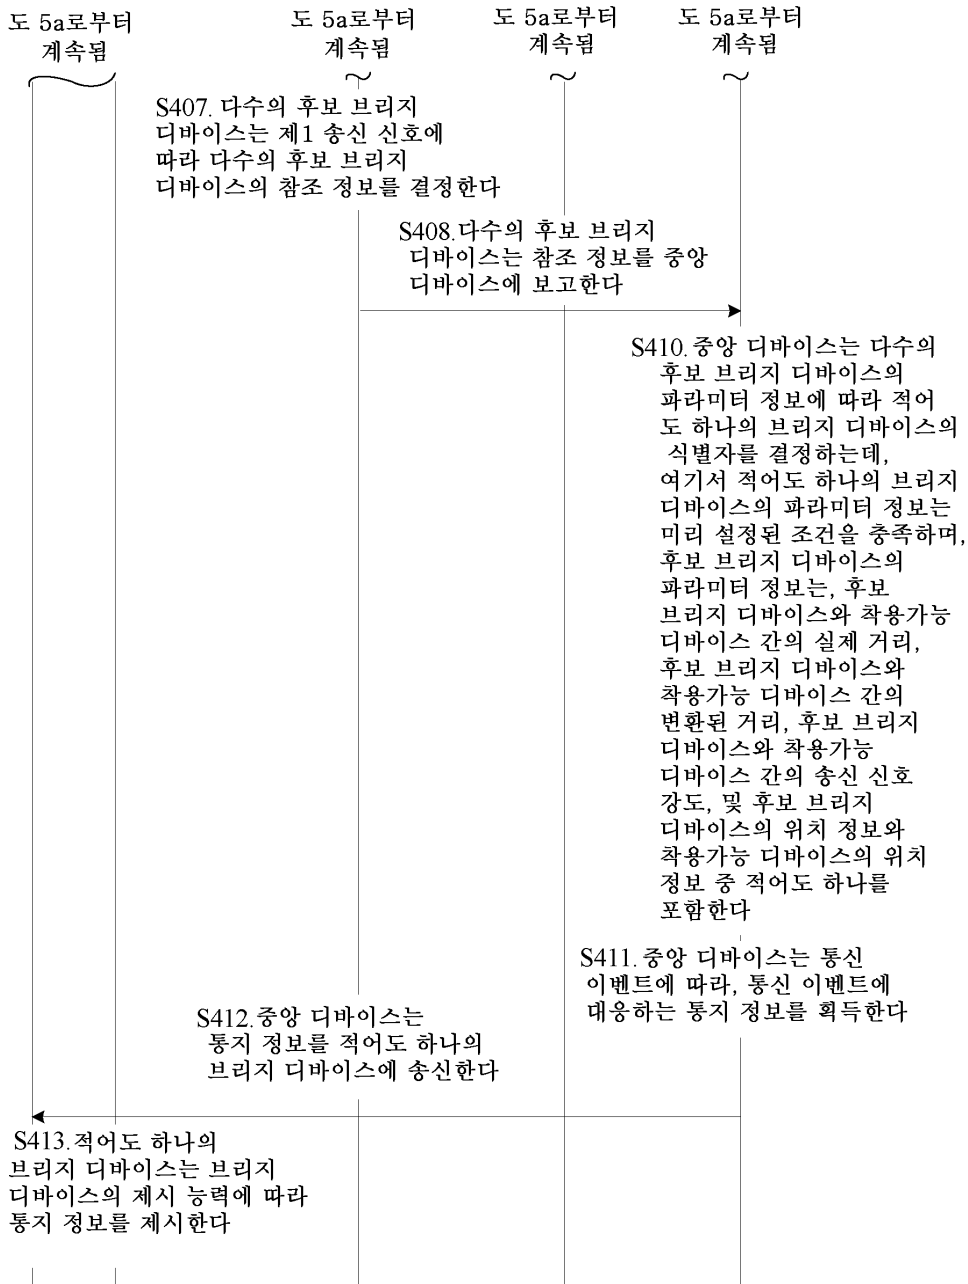 도 5a로부터
계속됨
도 5a로부터
계속됨
도 5a로부터
계속됨
도 5a로부터
계속됨
S407. 다수의 후보 브리지
디바이스는 제1 송신 신호에
따라 다수의 후보 브리지
디바이스의 참조 정보를 결정한다
S408.다수의 후보 브리지
디바이스는 참조 정보를 중앙
디바이스에 보고한다
S410. 중앙 디바이스는 다수의
후보 브리지 디바이스의
파라미터 정보에 따라 적어
도 하나의 브리지 디바이스의
식별자를 결정하는데,
여기서 적어도 하나의 브리지
디바이스의 파라미터 정보는
미리 설정된 조건을 충족하며,
후보 브리지 디바이스의
파라미터 정보는, 후보
브리지 디바이스와 착용가능
디바이스 간의 실제 거리,
후보 브리지 디바이스와
착용가능 디바이스 간의
변환된 거리, 후보 브리지
디바이스와 착용가능
디바이스 간의 송신 신호
강도, 및 후보 브리지
디바이스의 위치 정보와
착용가능 디바이스의 위치
정보 중 적어도 하나를
포함한다
S411. 중앙 디바이스는 통신
이벤트에 따라, 통신 이벤트에
대응하는 통지 정보를 획득한다
S412.중앙 디바이스는
통지 정보를 적어도 하나의
브리지 디바이스에 송신한다
S413.적어도 하나의
브리지 디바이스는 브리지
디바이스의 제시 능력에 따라
통지 정보를 제시한다